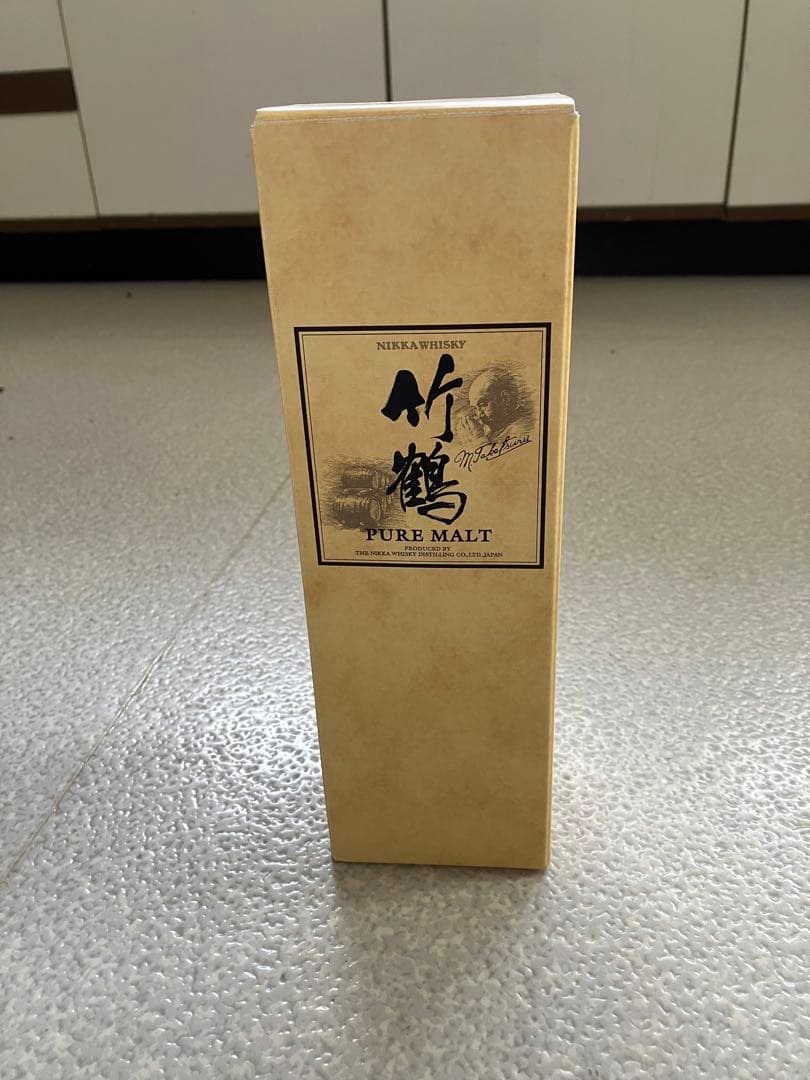 NIKKA WHISKY
竹
鶴
M. Taketsuru
PURE MALT
PRODUCED BY
THE NIKKA WHISKY DISTILLING CO.,LTD.,JAPAN